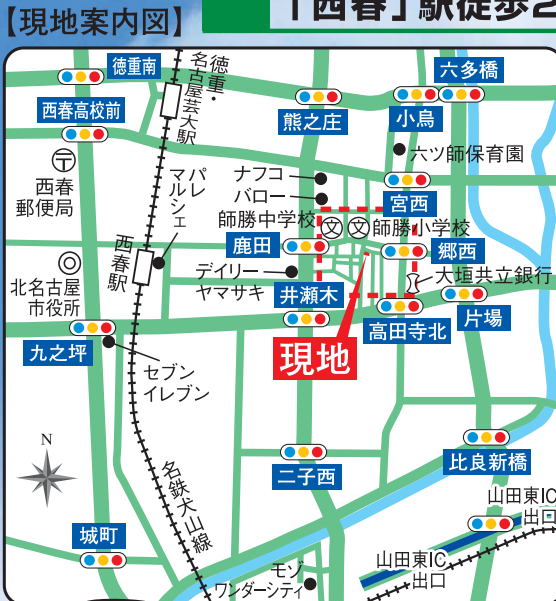 【現地案内図】
「西春」駅徒歩2
徳重南
徳重・
名古屋芸大駅
六多橋
西春高校前
熊之庄
小鳥
六ツ師保育園
〒
西春
郵便局
パレ
マルシェ
ナフコ
バロー
宮西
師勝中学校
文
文
師勝小学校
鹿田
郷西
西春駅
デイリー
ヤマサキ
大垣共立銀行
北名古屋
市役所
井瀬木
片場
高田寺北
九之坪
現地
セブン
イレブン
N
名鉄犬山線
二子西
比良新橋
山田東IC
出口
城町
山田東IC
出口
モゾ
ワンダーシティ